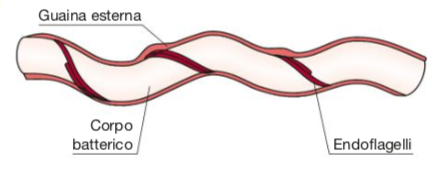 Guaina esterna
Corpo
batterico
Endoflagelli